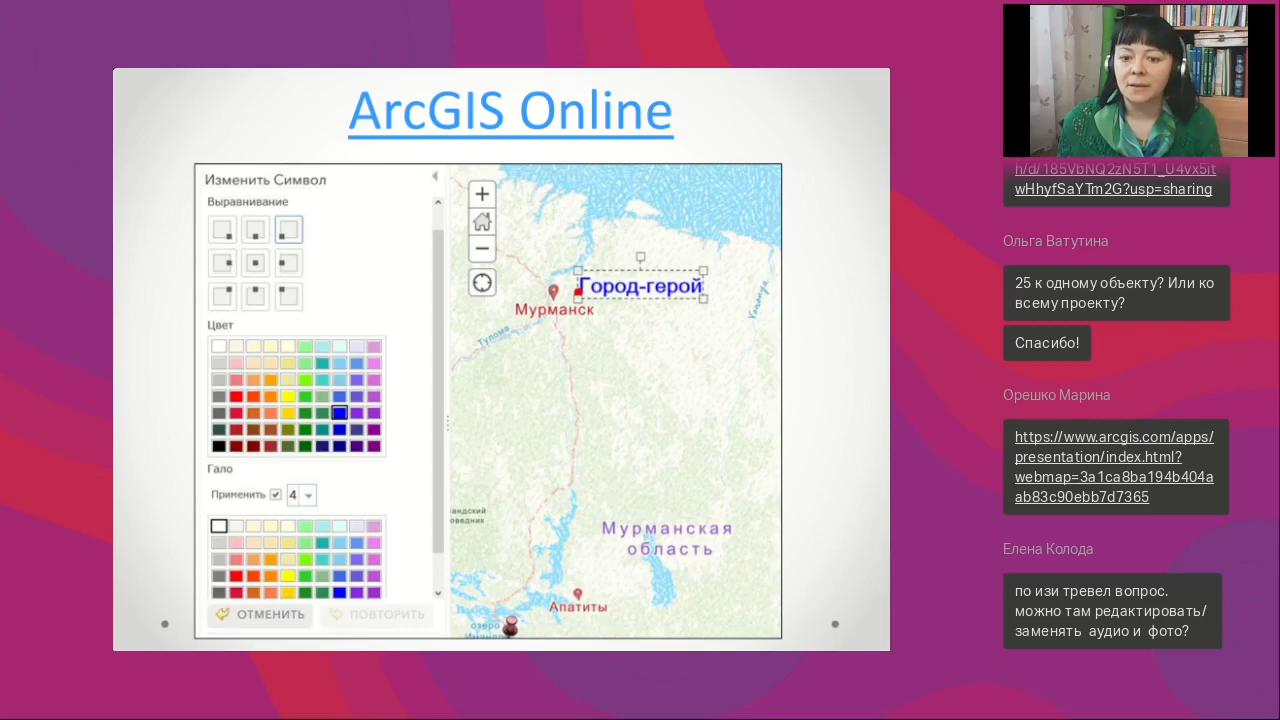 ArcGIS Online
Изменить Символ
Выравнивание
Цвет
Гало
Применить
4
ОТМЕНИТЬ
ПОВТОРИТЬ
Город-герой
Мурманск
Тулома
Мурманская
область
Апатиты
озеро
h/d/185VbNQ2zN5T1_U4vx5it
wHhyfSaYTm2G?usp=sharing
Ольга Ватутина
25 к одному объекту? Или ко
всему проекту?
Спасибо!
Орешко Марина
https://www.arcgis.com/apps/
presentation/index.html?
webmap=3a1ca8ba194b404a
ab83c90ebb7d7365
Елена Колода
по изи тревел вопрос.
можно там редактировать/
заменять аудио и фото?